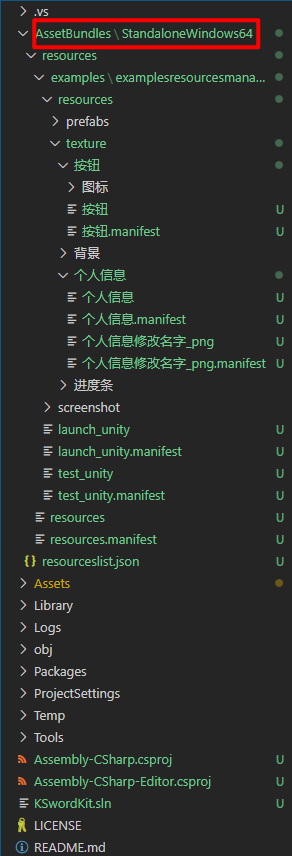 .vs
AssetBundles \ StandaloneWindows64
resources
examples \ examplesresourcesmana...
resources
prefabs
texture
按钮
图标
按钮 U
按钮.manifest U
背景
个人信息
个人信息 U
个人信息.manifest U
个人信息修改名字_png U
个人信息修改名字_png.manifest U
进度条
screenshot
launch_unity U
launch_unity.manifest U
test_unity U
test_unity.manifest U
resources U
resources.manifest U
{} resourceslist.json U
Assets
Library
Logs
obj
Packages
ProjectSettings
Temp
Tools
Assembly-CSharp.csproj U
Assembly-CSharp-Editor.csproj U
KSwordKit.sln U
LICENSE
README.md